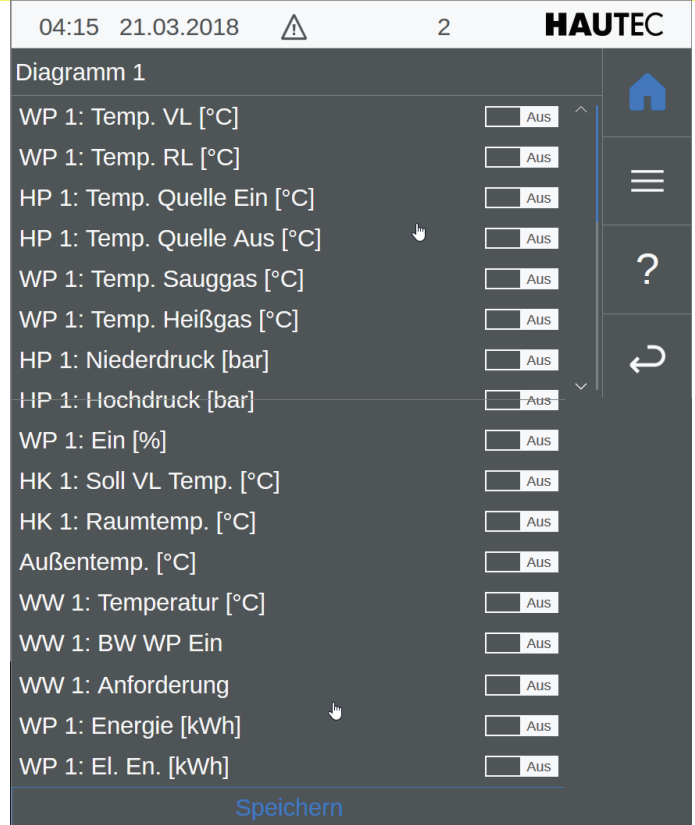 04:15 21.03.2018 2 HAUTEC
Diagramm 1
WP 1: Temp. VL [°C] Aus
WP 1: Temp. RL [°C] Aus
HP 1: Temp. Quelle Ein [°C] Aus
HP 1: Temp. Quelle Aus [°C] Aus
WP 1: Temp. Sauggas [°C] Aus
WP 1: Temp. Heißgas [°C] Aus
HP 1: Niederdruck [bar] Aus
HP 1: Hochdruck [bar] Aus
WP 1: Ein [%] Aus
HK 1: Soll VL Temp. [°C] Aus
HK 1: Raumtemp. [°C] Aus
Außentemp. [°C] Aus
WW 1: Temperatur [°C] Aus
WW 1: BW WP Ein Aus
WW 1: Anforderung Aus
WP 1: Energie [kWh] Aus
WP 1: El. En. [kWh] Aus
Speichern
?